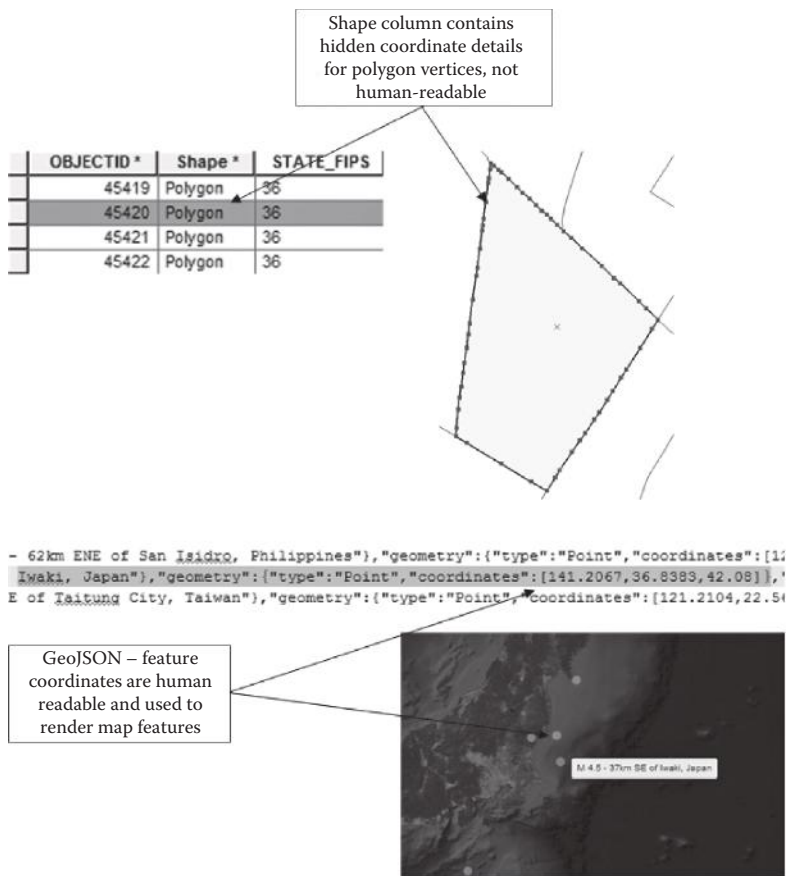 Shape column contains
hidden coordinate details
for polygon vertices, not
human-readable
OBJECTID * Shape * STATE_FIPS
45419 Polygon 36
45420 Polygon 36
45421 Polygon 36
45422 Polygon 36
- 62km ENE of San Isidro, Philippines"},"geometry":{"type":"Point","coordinates":[12
Iwaki, Japan"},"geometry":{"type":"Point","coordinates":[141.2067,36.8383,42.08]},"
E of Taitung City, Taiwan"},"geometry":{"type":"Point","coordinates":[121.2104,22.56
GeoJSON – feature
coordinates are human
readable and used to
render map features
M 4.5 - 37km SE of Iwaki, Japan